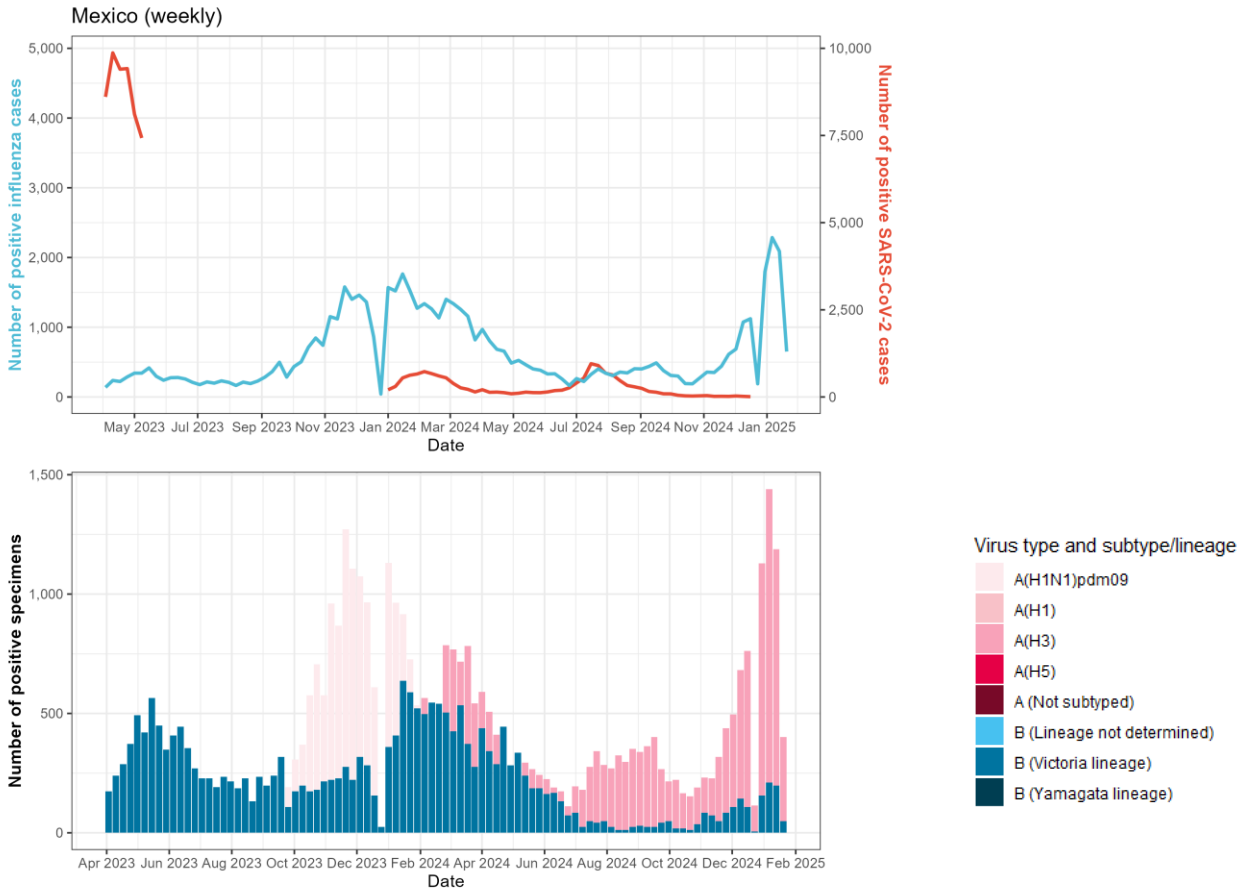 Mexico (weekly)
Number of positive influenza cases
5,000
4,000
3,000
2,000
1,000
0
10,000
7,500
5,000
2,500
0
Number of positive SARS-CoV-2 cases
May 2023 Jul 2023 Sep 2023 Nov 2023 Jan 2024 Mar 2024 May 2024 Jul 2024 Sep 2024 Nov 2024 Jan 2025
Date
Number of positive specimens
1,500
1,000
500
0
Apr 2023 Jun 2023 Aug 2023 Oct 2023 Dec 2023 Feb 2024 Apr 2024 Jun 2024 Aug 2024 Oct 2024 Dec 2024 Feb 2025
Date
Virus type and subtype/lineage
A(H1N1)pdm09
A(H1)
A(H3)
A(H5)
A (Not subtyped)
B (Lineage not determined)
B (Victoria lineage)
B (Yamagata lineage)